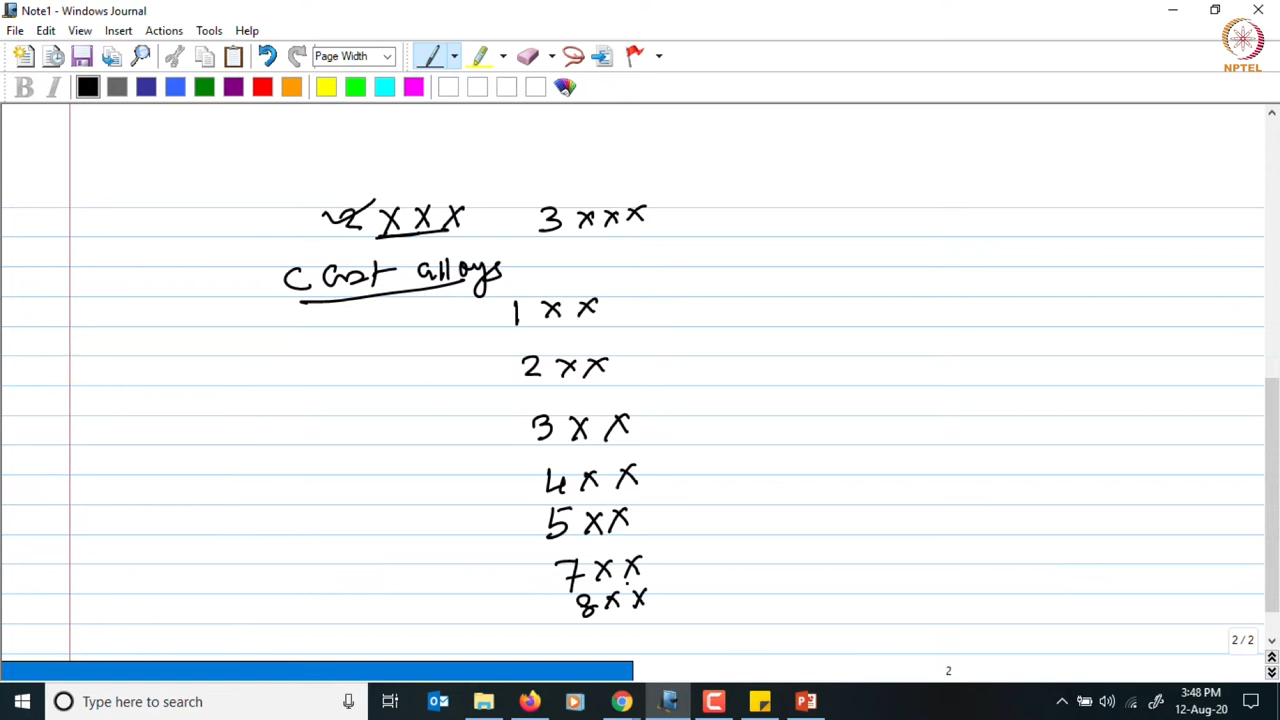 Note1 - Windows Journal
File Edit View Insert Actions Tools Help
Page Width
B I
NPTEL
2 x x x 3 x x x
Cast alloys
1 x x
2 x x
3 x x
4 x x
5 x x
7 x x
8 x x
2 / 2
2
Type here to search
3:48 PM
12-Aug-20